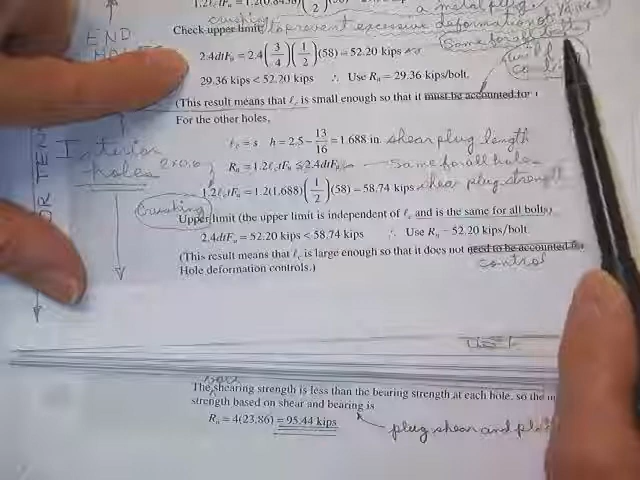 1.2ℓctFu = 1.2(0.8438)(1/2)(58)
a metal plug
crushing
Check upper limit: to prevent excessive deformation of
END
Same for all bolts
2.4dtFu = 2.4(3/4)(1/2)(58) = 52.20 kips
will
29.36 kips < 52.20 kips ∴ Use Rn = 29.36 kips/bolt.
(This result means that ℓc is small enough so that it must be accounted for
For the other holes,
ℓc = s − h = 2.5 − 13/16 = 1.688 in. shear plug length
Interior
holes
Rn = 1.2ℓctFu ≤ 2.4dtFu Same for all holes
1.2ℓctFu = 1.2(1.688)(1/2)(58) = 58.74 kips shear plug strength
Crushing
Upper limit (the upper limit is independent of ℓc and is the same for all bolts)
2.4dtFu = 52.20 kips < 58.74 kips ∴ Use Rn = 52.20 kips/bolt.
(This result means that ℓc is large enough so that it does not need to be accounted
control
Hole deformation controls.)
The shearing strength is less than the bearing strength at each hole, so the
strength based on shear and bearing is
Rn = 4(23.86) = 95.44 kips
plug shear and